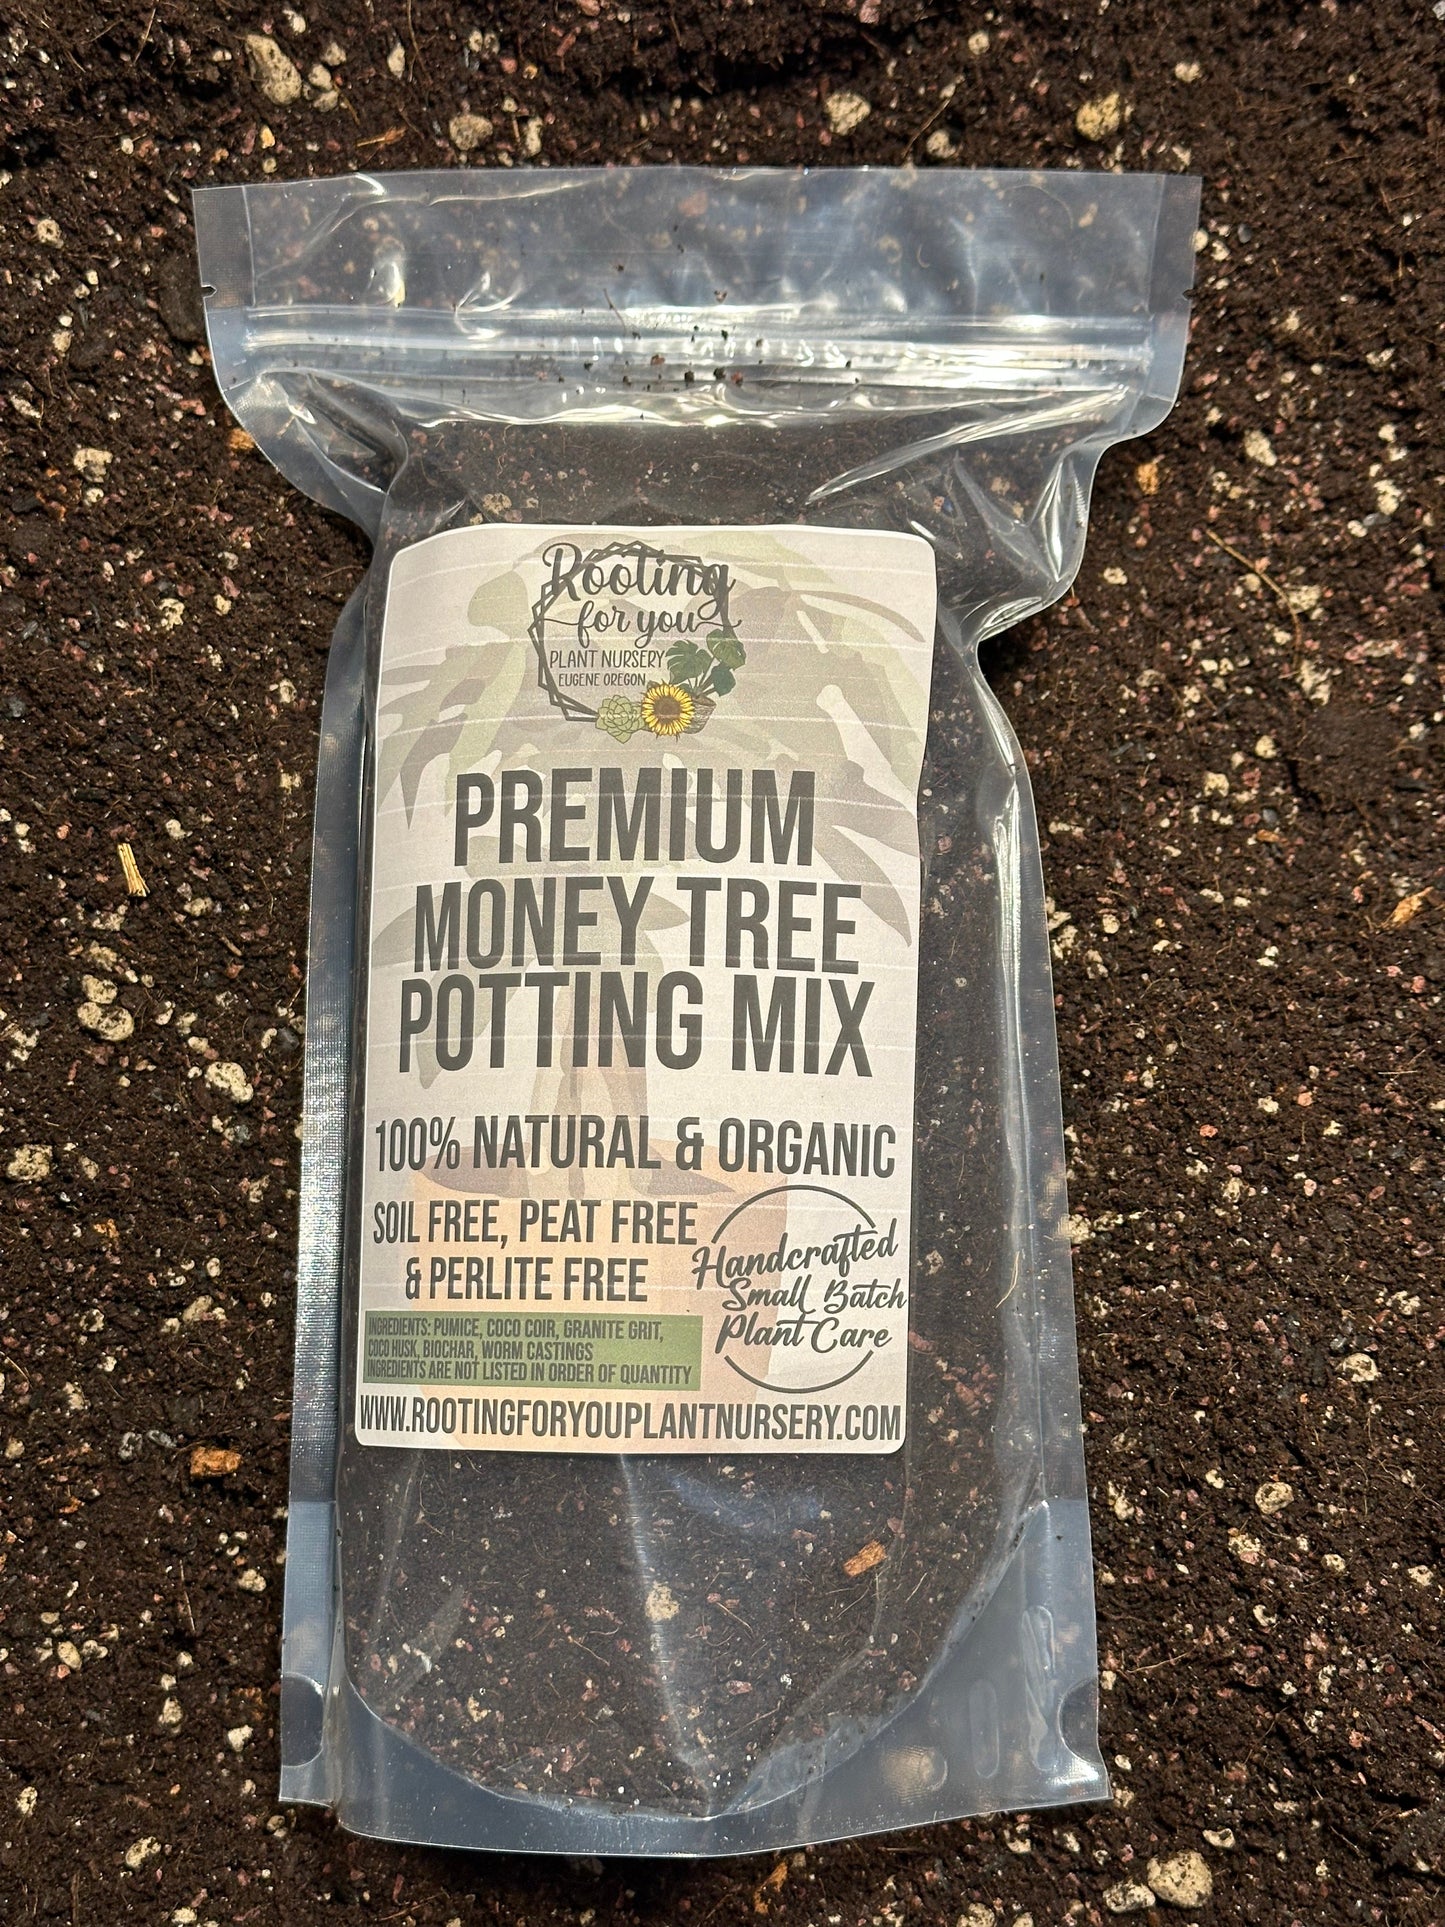 Rooting
for you
PLANT NURSERY
EUGENE OREGON
PREMIUM
MONEY TREE
POTTING MIX
100% NATURAL & ORGANIC
SOIL FREE, PEAT FREE
& PERLITE FREE
Handcrafted
Small Batch
Plant Care
INGREDIENTS: PUMICE, COCO COIR, GRANITE GRIT,
COCO HUSK, BIOCHAR, WORM CASTINGS
INGREDIENTS ARE NOT LISTED IN ORDER OF QUANTITY
WWW.ROOTINGFORYOUPLANTNURSERY.COM